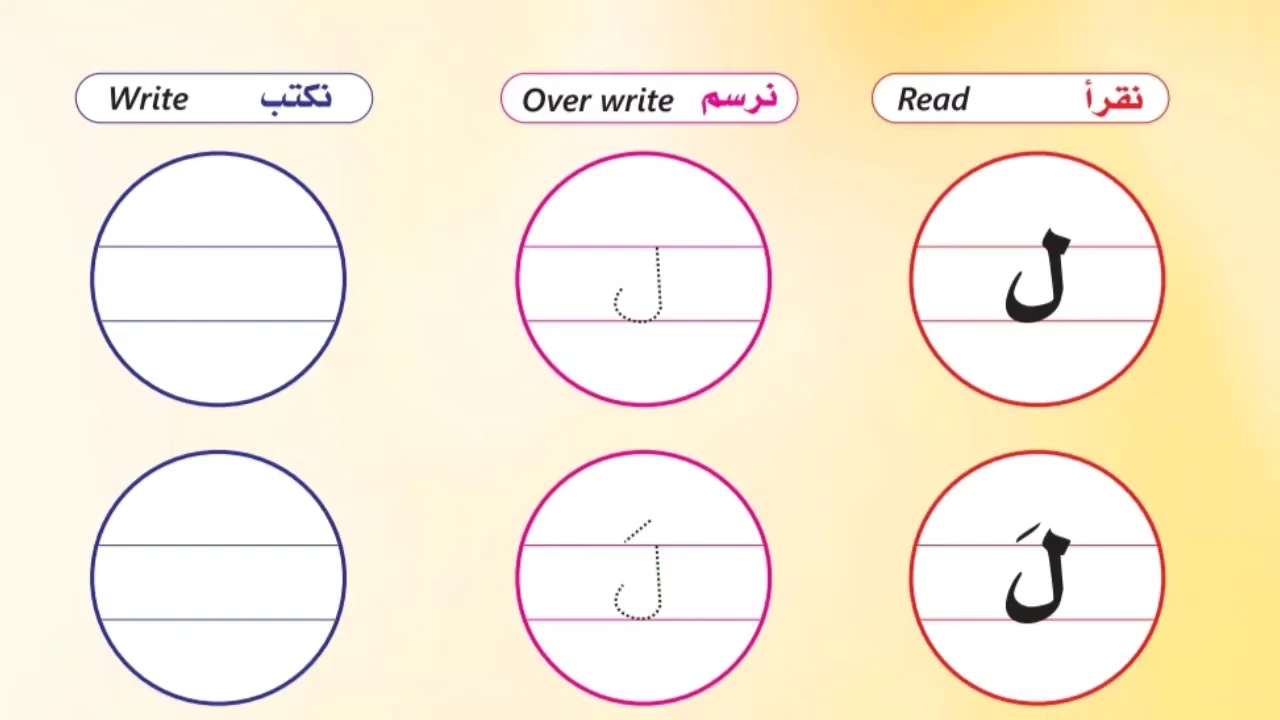 Write نكتب Over write نرسم Read نقرأ
ل ل
لَ لَ